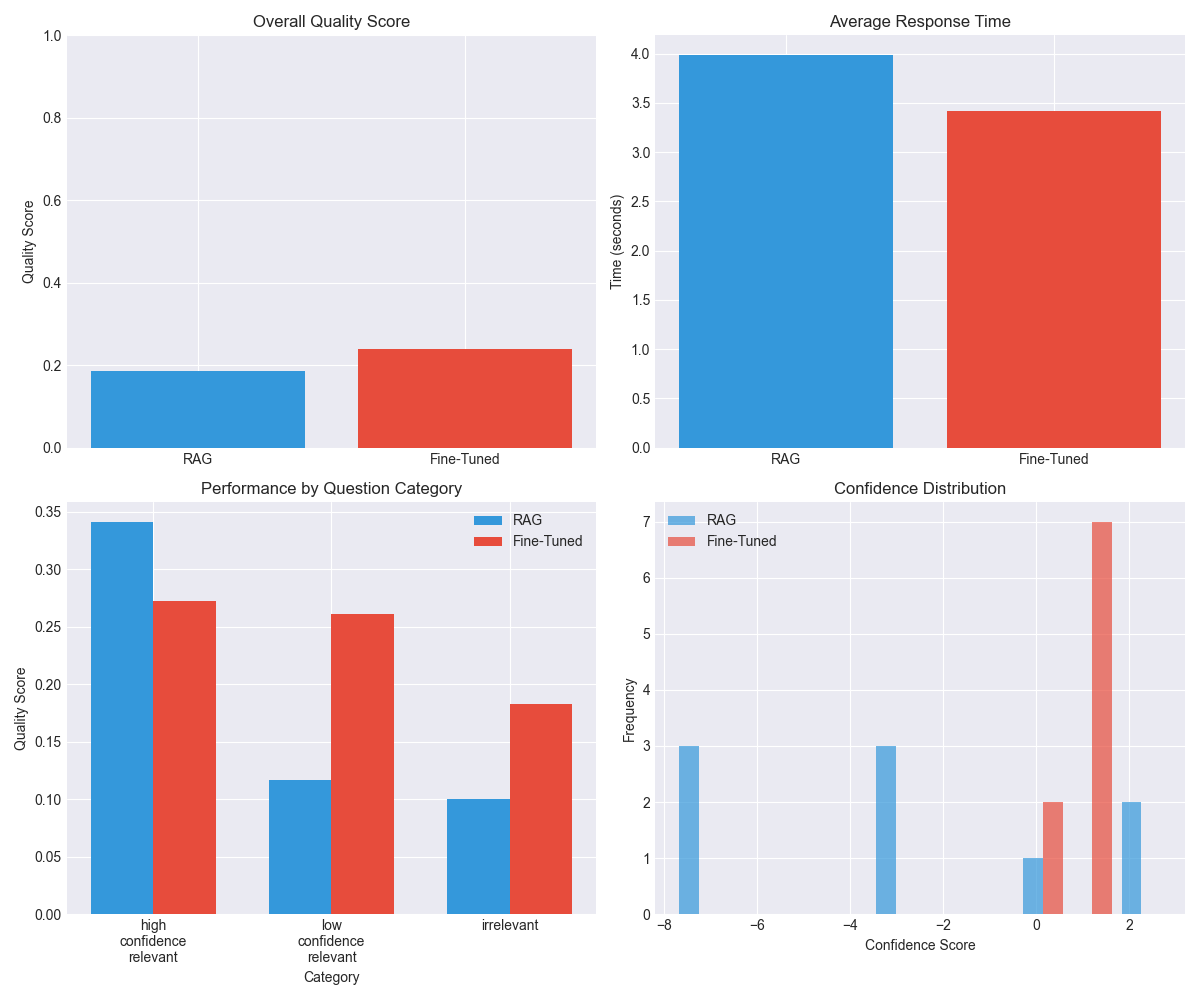 Overall Quality Score
1.0
0.8
0.6
0.4
0.2
0.0
Quality Score
RAG
Fine-Tuned
Average Response Time
4.0
3.5
3.0
2.5
2.0
1.5
1.0
0.5
0.0
Time (seconds)
RAG
Fine-Tuned
Performance by Question Category
RAG
Fine-Tuned
0.35
0.30
0.25
0.20
0.15
0.10
0.05
0.00
Quality Score
high
confidence
relevant
low
confidence
relevant
irrelevant
Category
Confidence Distribution
RAG
Fine-Tuned
7
6
5
4
3
2
1
0
Frequency
−8
−6
−4
−2
0
2
Confidence Score